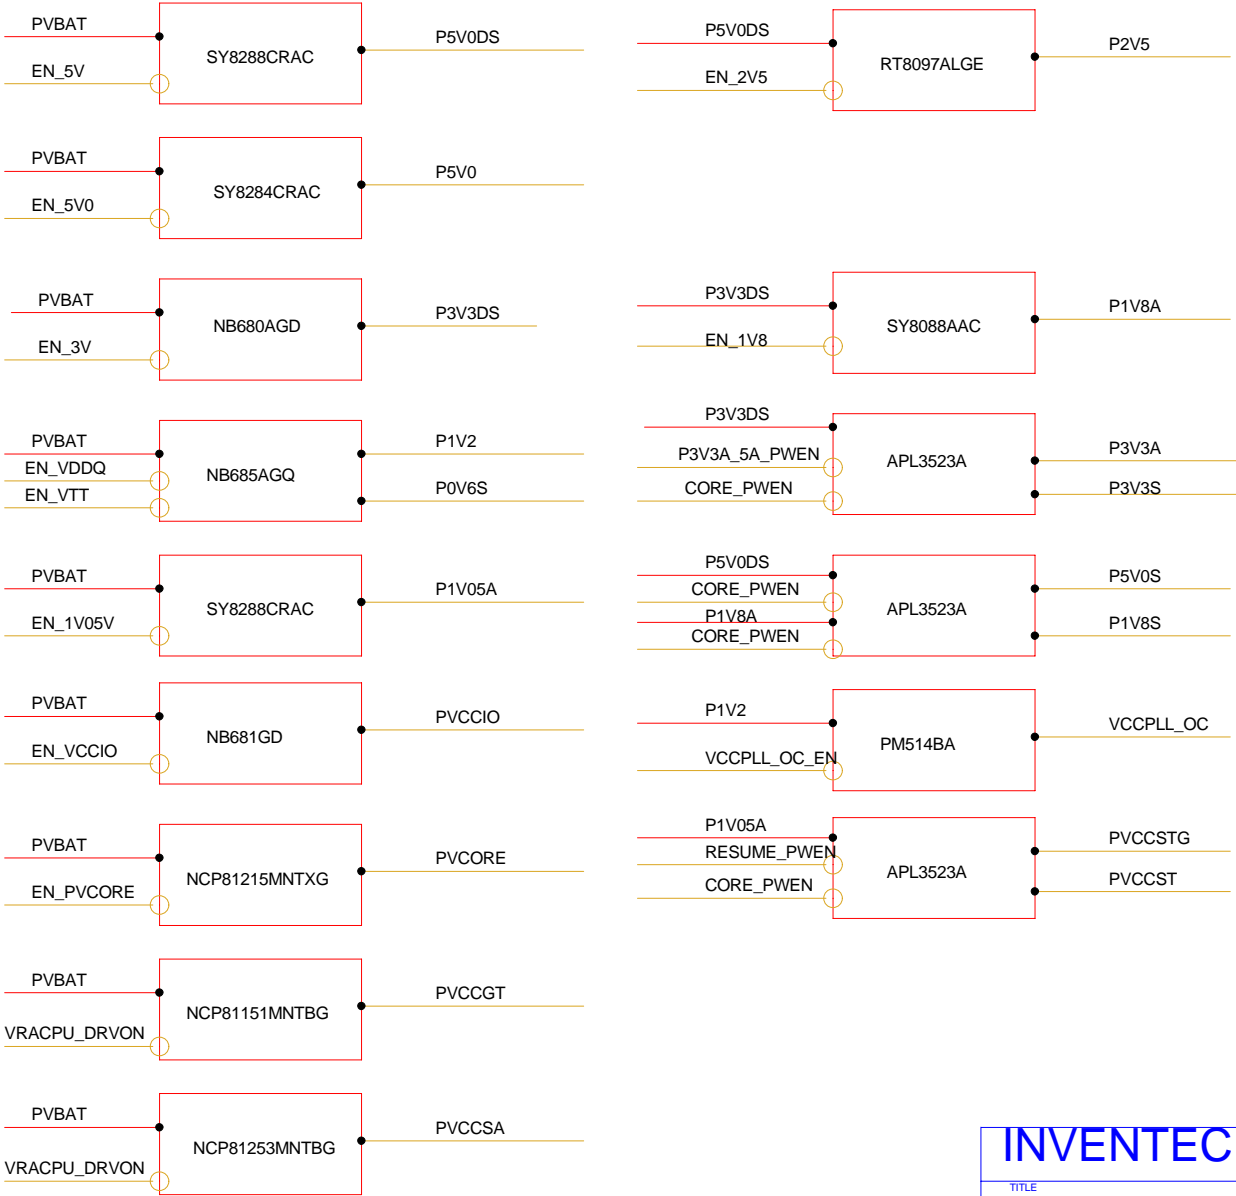 PVBAT
EN_5V
SY8288CRAC
P5V0DS
PVBAT
EN_5V0
SY8284CRAC
P5V0
PVBAT
EN_3V
NB680AGD
P3V3DS
PVBAT
EN_VDDQ
EN_VTT
NB685AGQ
P1V2
P0V6S
PVBAT
EN_1V05V
SY8288CRAC
P1V05A
PVBAT
EN_VCCIO
NB681GD
PVCCIO
PVBAT
EN_PVCORE
NCP81215MNTXG
PVCORE
PVBAT
VRACPU_DRVON
NCP81151MNTBG
PVCCGT
PVBAT
VRACPU_DRVON
NCP81253MNTBG
PVCCSA
P5V0DS
EN_2V5
RT8097ALGE
P2V5
P3V3DS
EN_1V8
SY8088AAC
P1V8A
P3V3DS
P3V3A_5A_PWEN
CORE_PWEN
APL3523A
P3V3A
P3V3S
P5V0DS
CORE_PWEN
P1V8A
CORE_PWEN
APL3523A
P5V0S
P1V8S
P1V2
VCCPLL_OC_EN
PM514BA
VCCPLL_OC
P1V05A
RESUME_PWEN
CORE_PWEN
APL3523A
PVCCSTG
PVCCST
INVENTEC
TITLE